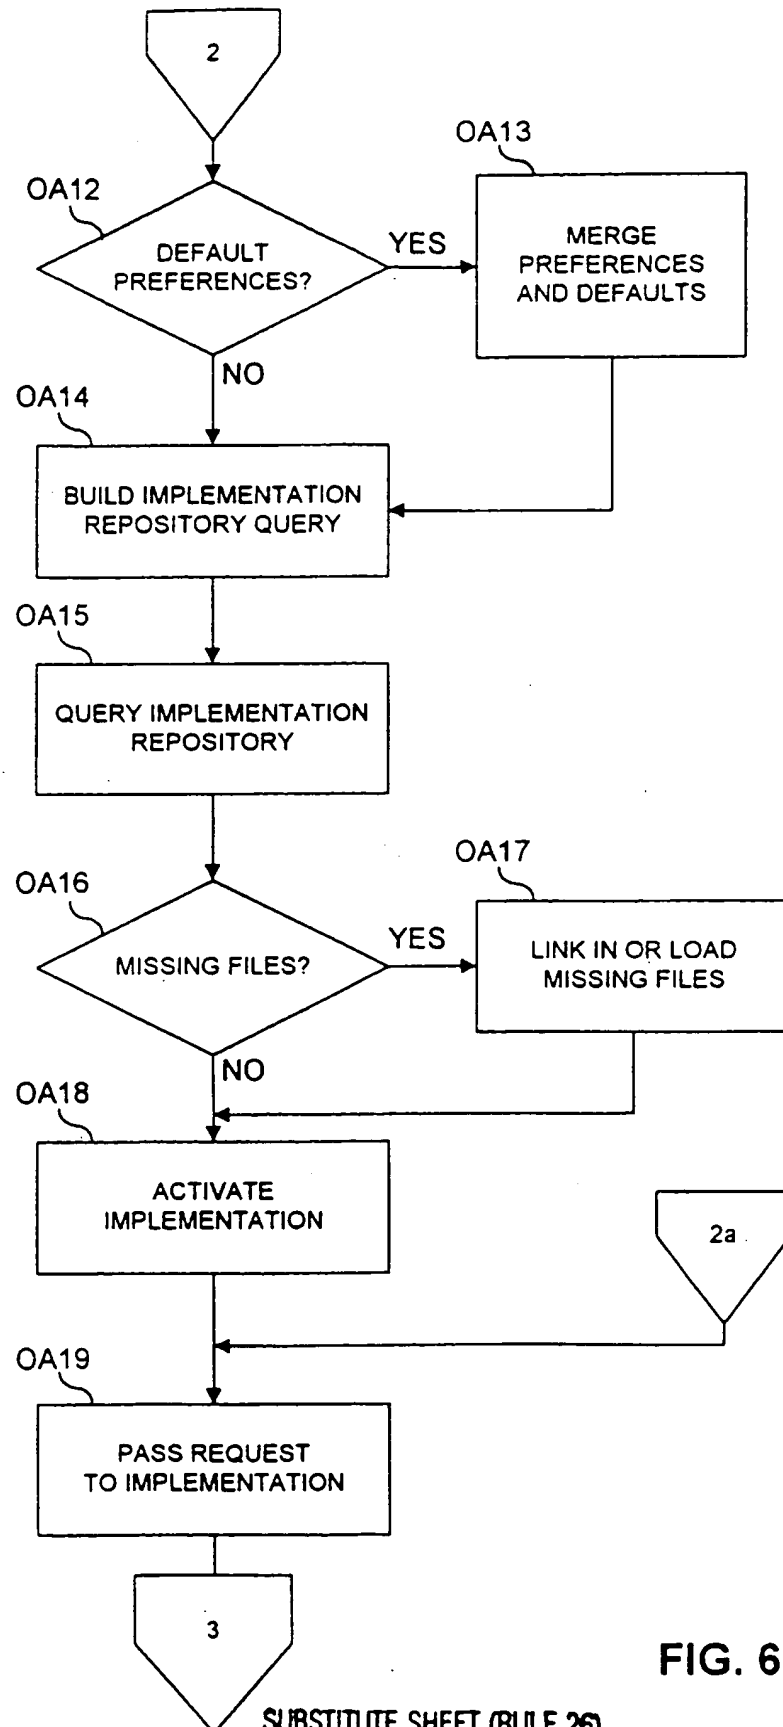 2
OA13
OA12
DEFAULT
PREFERENCES?
YES
MERGE
PREFERENCES
AND DEFAULTS
NO
OA14
BUILD IMPLEMENTATION
REPOSITORY QUERY
OA15
QUERY IMPLEMENTATION
REPOSITORY
OA17
OA16
MISSING FILES?
YES
LINK IN OR LOAD
MISSING FILES
NO
OA18
ACTIVATE
IMPLEMENTATION
2a
OA19
PASS REQUEST
TO IMPLEMENTATION
3
FIG. 6
SUBSTITUTE SHEET (RULE 26)